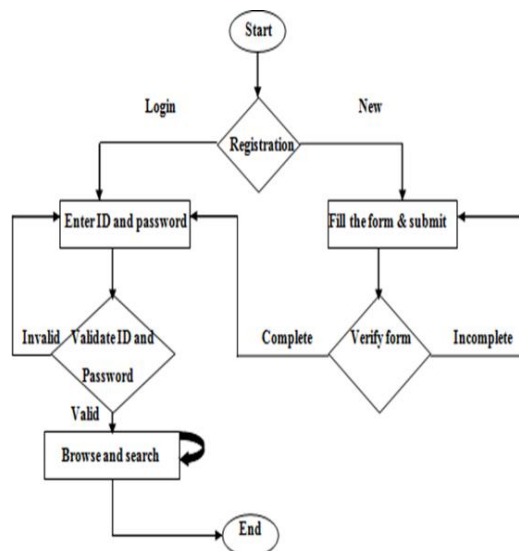 Start
Login
New
Registration
Enter ID and password
Fill the form & submit
Invalid
Validate ID and
Password
Complete
Verify form
Incomplete
Valid
Browse and search
End